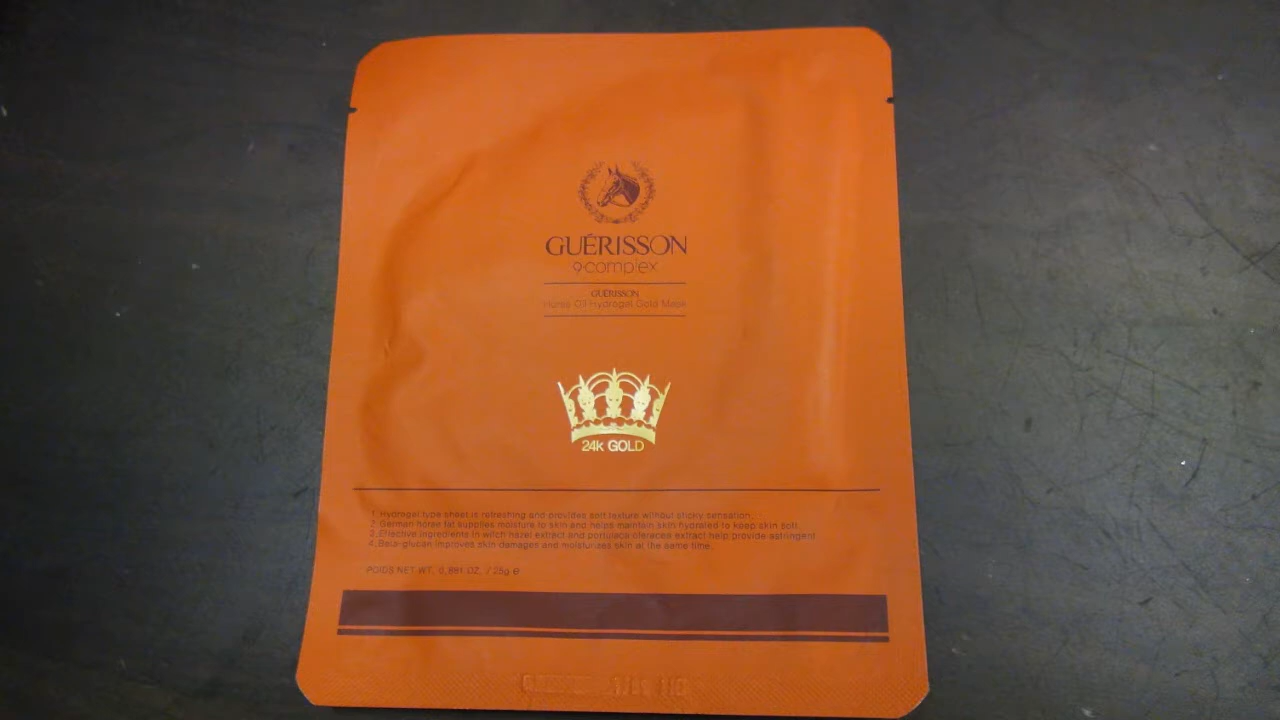 GUÉRISSON
9·complex
GUÉRISSON
Horse Oil Hydrogel Gold Mask
24k GOLD
1.Hydrogel type sheet is refreshing and provides soft texture without sticky sensation.
2.German horse fat supplies moisture to skin and helps maintain skin hydrated to keep skin soft.
3.Effective ingredients in witch hazel extract and portulaca oleracea extract help provide astringent
4.Beta-glucan improves skin damages and moisturizes skin at the same time.
POIDS NET WT. 0.881 OZ. / 25g e